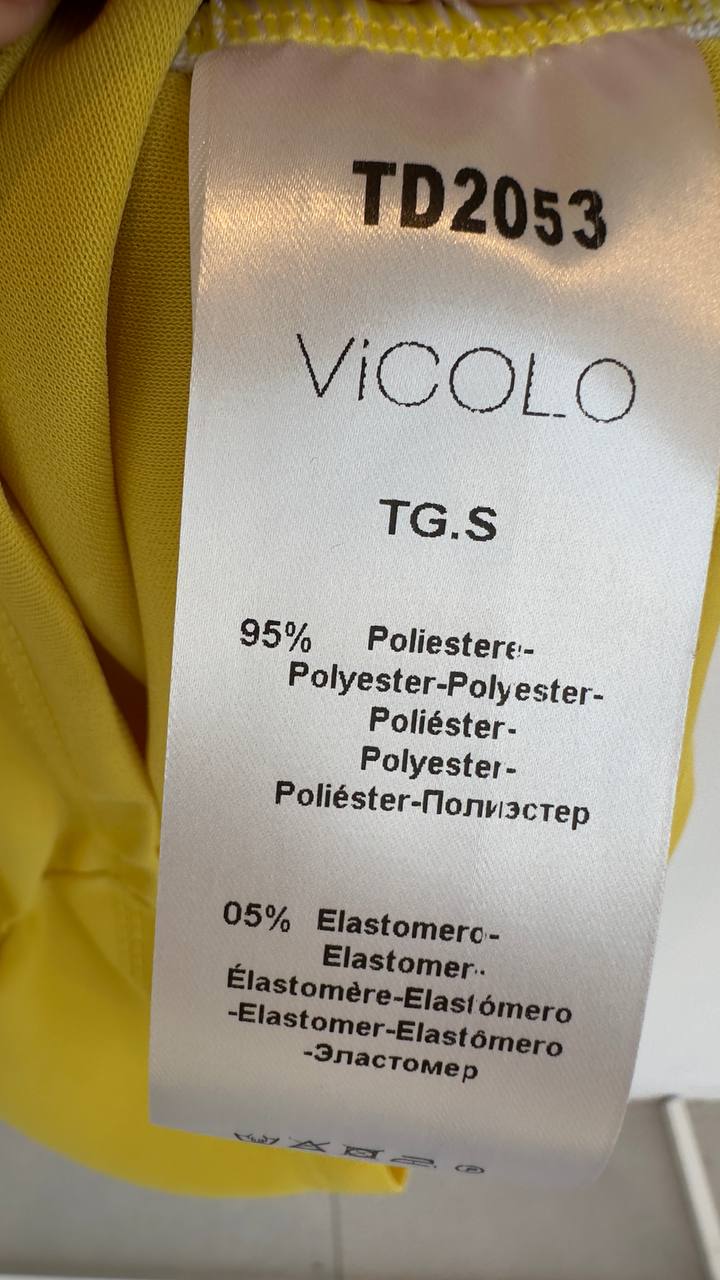 TD2053
ViCOLO
TG.S
95% Poliestere-
Polyester-Polyester-
Poliéster-
Polyester-
Poliéster-Полиэстер
05% Elastomero-
Elastomer-
Élastomère-Elastómero
-Elastomer-Elastômero
-Эластомер